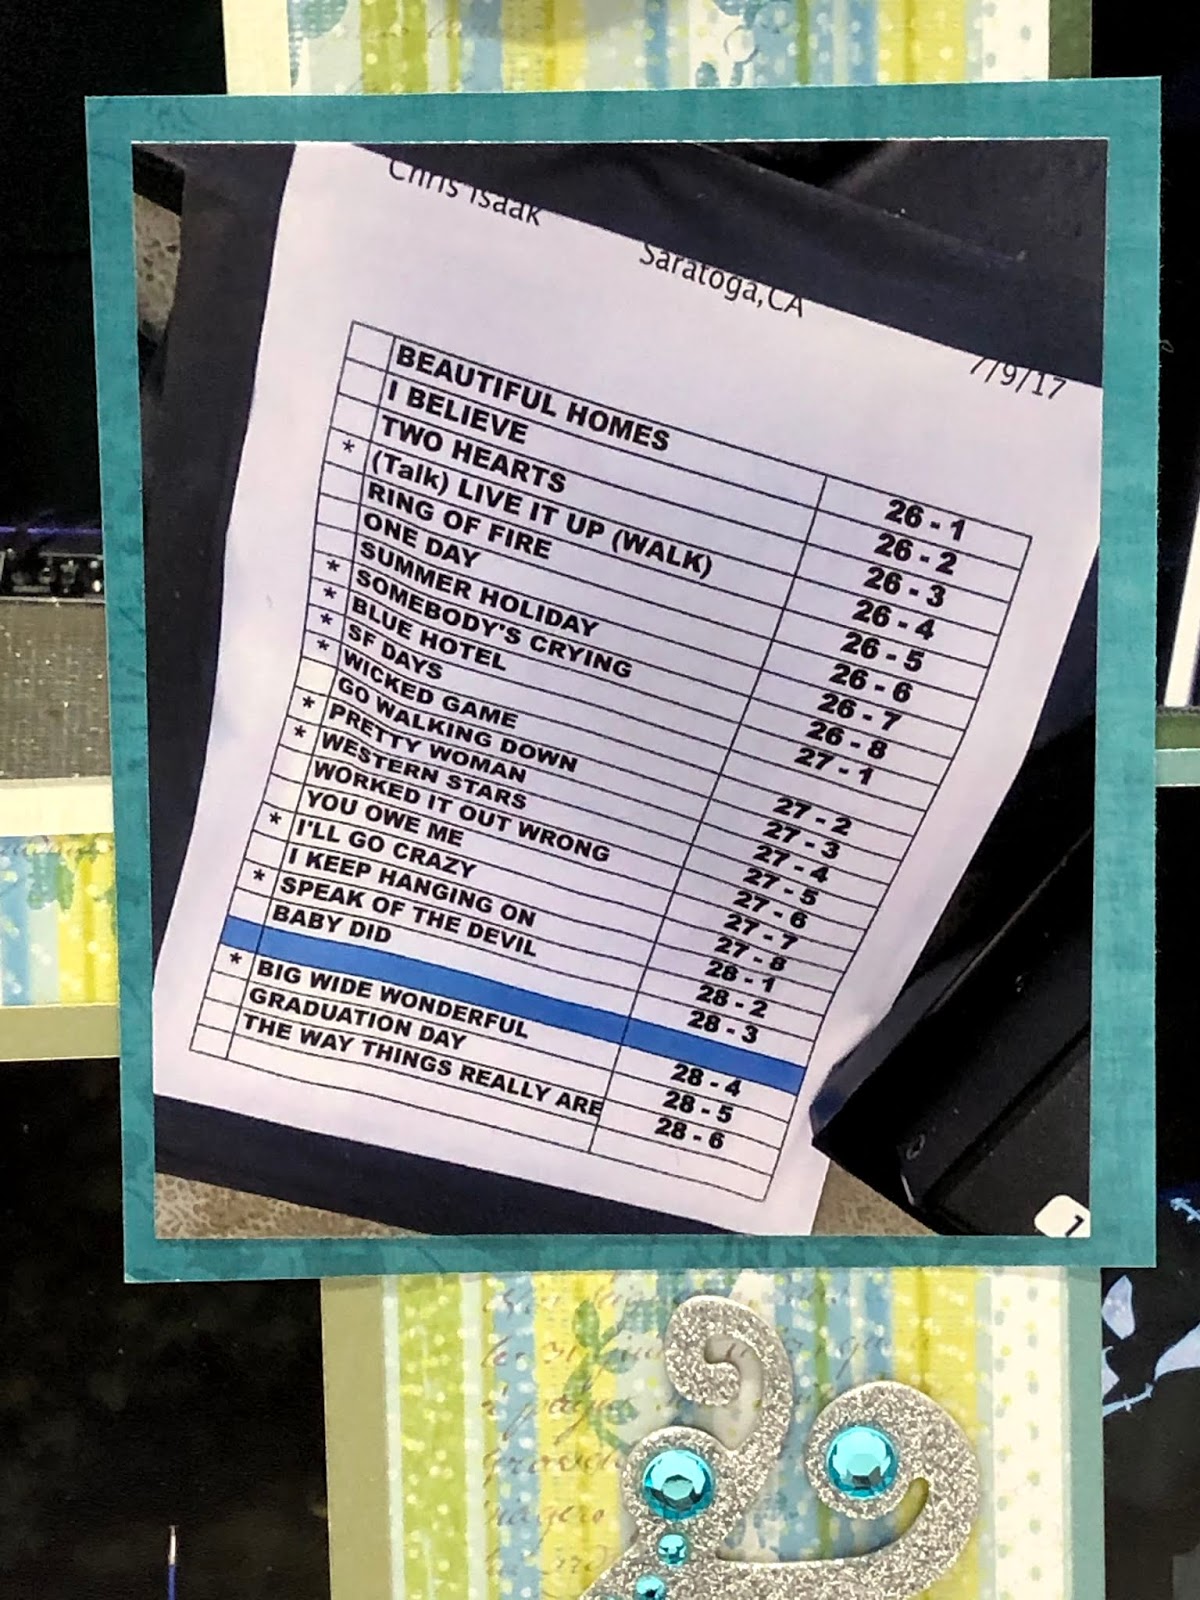 Chris Isaak
Saratoga, CA
7/9/17
BEAUTIFUL HOMES 26 - 1
I BELIEVE 26 - 2
TWO HEARTS 26 - 3
* (Talk) LIVE IT UP (WALK) 26 - 4
RING OF FIRE 26 - 5
ONE DAY 26 - 6
SUMMER HOLIDAY 26 - 7
* SOMEBODY'S CRYING 26 - 8
* BLUE HOTEL 27 - 1
* SF DAYS
* WICKED GAME 27 - 2
GO WALKING DOWN 27 - 3
* PRETTY WOMAN 27 - 4
* WESTERN STARS 27 - 5
WORKED IT OUT WRONG 27 - 6
YOU OWE ME 27 - 7
* I'LL GO CRAZY 27 - 8
I KEEP HANGING ON 28 - 1
* SPEAK OF THE DEVIL 28 - 2
BABY DID 28 - 3
* BIG WIDE WONDERFUL 28 - 4
GRADUATION DAY 28 - 5
THE WAY THINGS REALLY ARE 28 - 6
1